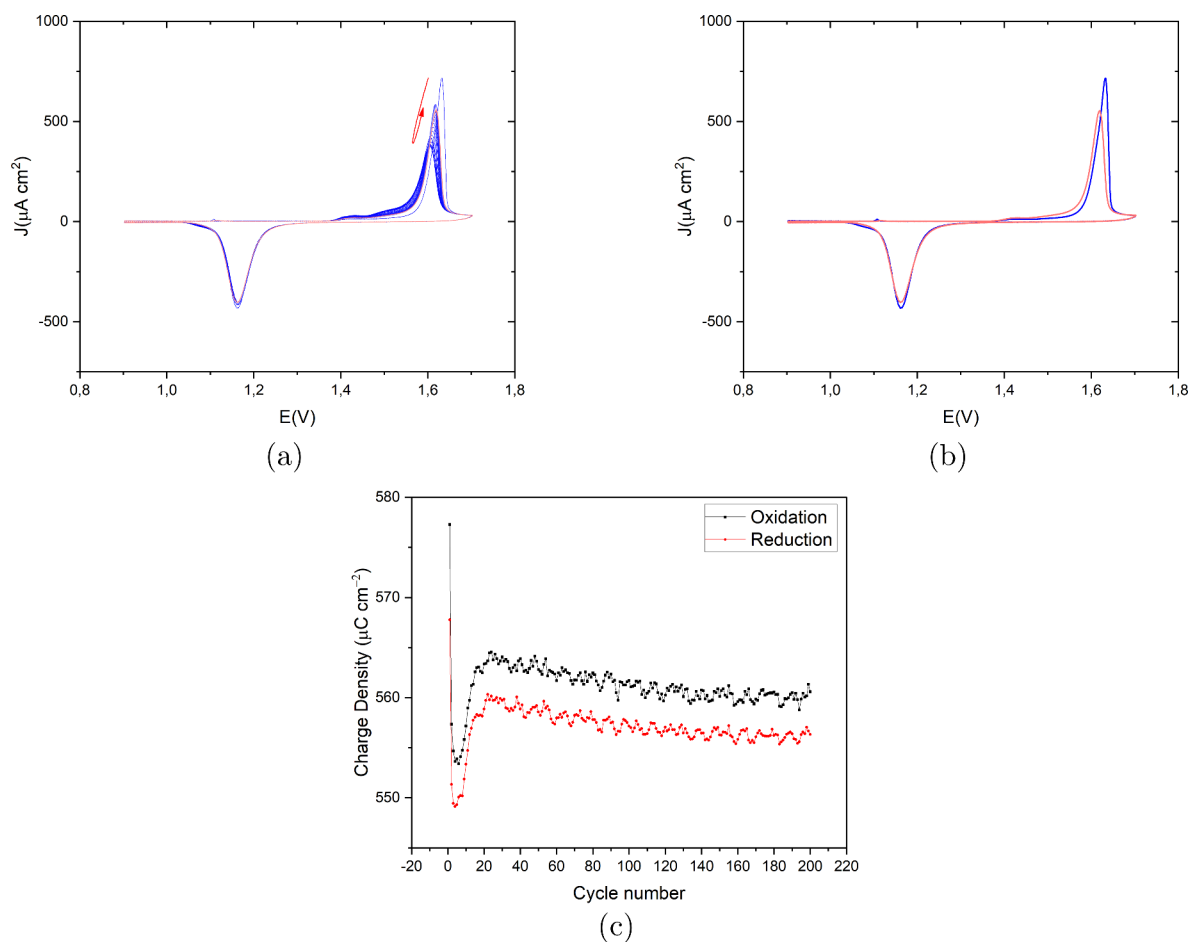 1000
500
0
-500
J(μA cm²)
0,8 1,0 1,2 1,4 1,6 1,8
E(V)
(a)
1000
500
0
-500
J(μA cm²)
0,8 1,0 1,2 1,4 1,6 1,8
E(V)
(b)
580
570
560
550
Charge Density (μC cm⁻²)
Oxidation
Reduction
-20 0 20 40 60 80 100 120 140 160 180 200 220
Cycle number
(c)